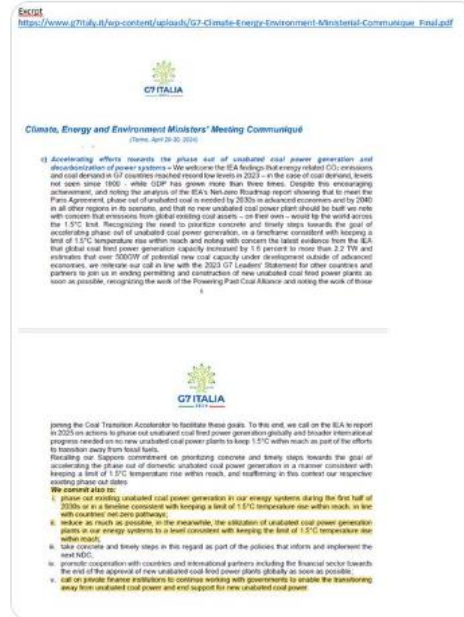 Excrpt
https://www.g7italy.it/wp-content/uploads/G7-Climate-Energy-Environment-Ministerial-Communique_Final.pdf
G7 ITALIA
Climate, Energy and Environment Ministers' Meeting Communiqué
(Torino, April 29-30, 2024)
c) Accelerating efforts towards the phase out of unabated coal power generation and
decarbonization of power systems – We welcome the IEA findings that energy related CO2 emissions
and coal demand in G7 countries reached record low levels in 2023 – in the case of coal demand, levels
not seen since 1900 - while GDP has grown more than three times. Despite this encouraging
achievement, and noting the analysis of the IEA's Net-zero Roadmap report showing that to meet the
Paris Agreement, phase out of unabated coal is needed by 2030s in advanced economies and by 2040
in all other regions in its scenario, and that no new unabated coal power plant should be built we note
with concern that emissions from global existing coal assets – on their own – would tip the world across
the 1.5°C limit. Recognizing the need to prioritize concrete and timely steps towards the goal of
accelerating phase out of unabated coal power generation, in a timeframe consistent with keeping a
limit of 1.5°C temperature rise within reach and noting with concern the latest evidence from the IEA
that global coal fired power generation capacity increased by 1.6 percent to more than 2.2 TW and
estimates that over 500GW of potential new coal capacity under development outside of advanced
economies, we reiterate our call in line with the 2023 G7 Leaders' Statement for other countries and
partners to join us in ending permitting and construction of new unabated coal fired power plants as
soon as possible, recognizing the work of the Powering Past Coal Alliance and noting the work of those
G7 ITALIA
2024
joining the Coal Transition Accelerator to facilitate these goals. To this end, we call on the IEA to report
in 2025 on actions to phase out unabated coal fired power generation globally and broader international
progress needed on no new unabated coal power plants to keep 1.5°C within reach as part of the efforts
to transition away from fossil fuels.
Recalling our Sapporo commitment on prioritizing concrete and timely steps towards the goal of
accelerating the phase out of domestic unabated coal power generation in a manner consistent with
keeping a limit of 1.5°C temperature rise within reach, and reaffirming in this context our respective
existing phase out dates
We commit also to:
i. phase out existing unabated coal power generation in our energy systems during the first half of
2030s or in a timeline consistent with keeping a limit of 1.5°C temperature rise within reach, in line
with countries' net-zero pathways;
ii. reduce as much as possible, in the meanwhile, the utilization of unabated coal power generation
plants in our energy systems to a level consistent with keeping the limit of 1.5°C temperature rise
within reach;
iii. take concrete and timely steps in this regard as part of the policies that inform and implement the
next NDC,
iv. promote cooperation with countries and international partners including the financial sector towards
the end of the approval of new unabated coal fired power plants globally as soon as possible;
v. call on private finance institutions to continue working with governments to enable the transitioning
away from unabated coal power and end support for new unabated coal power.